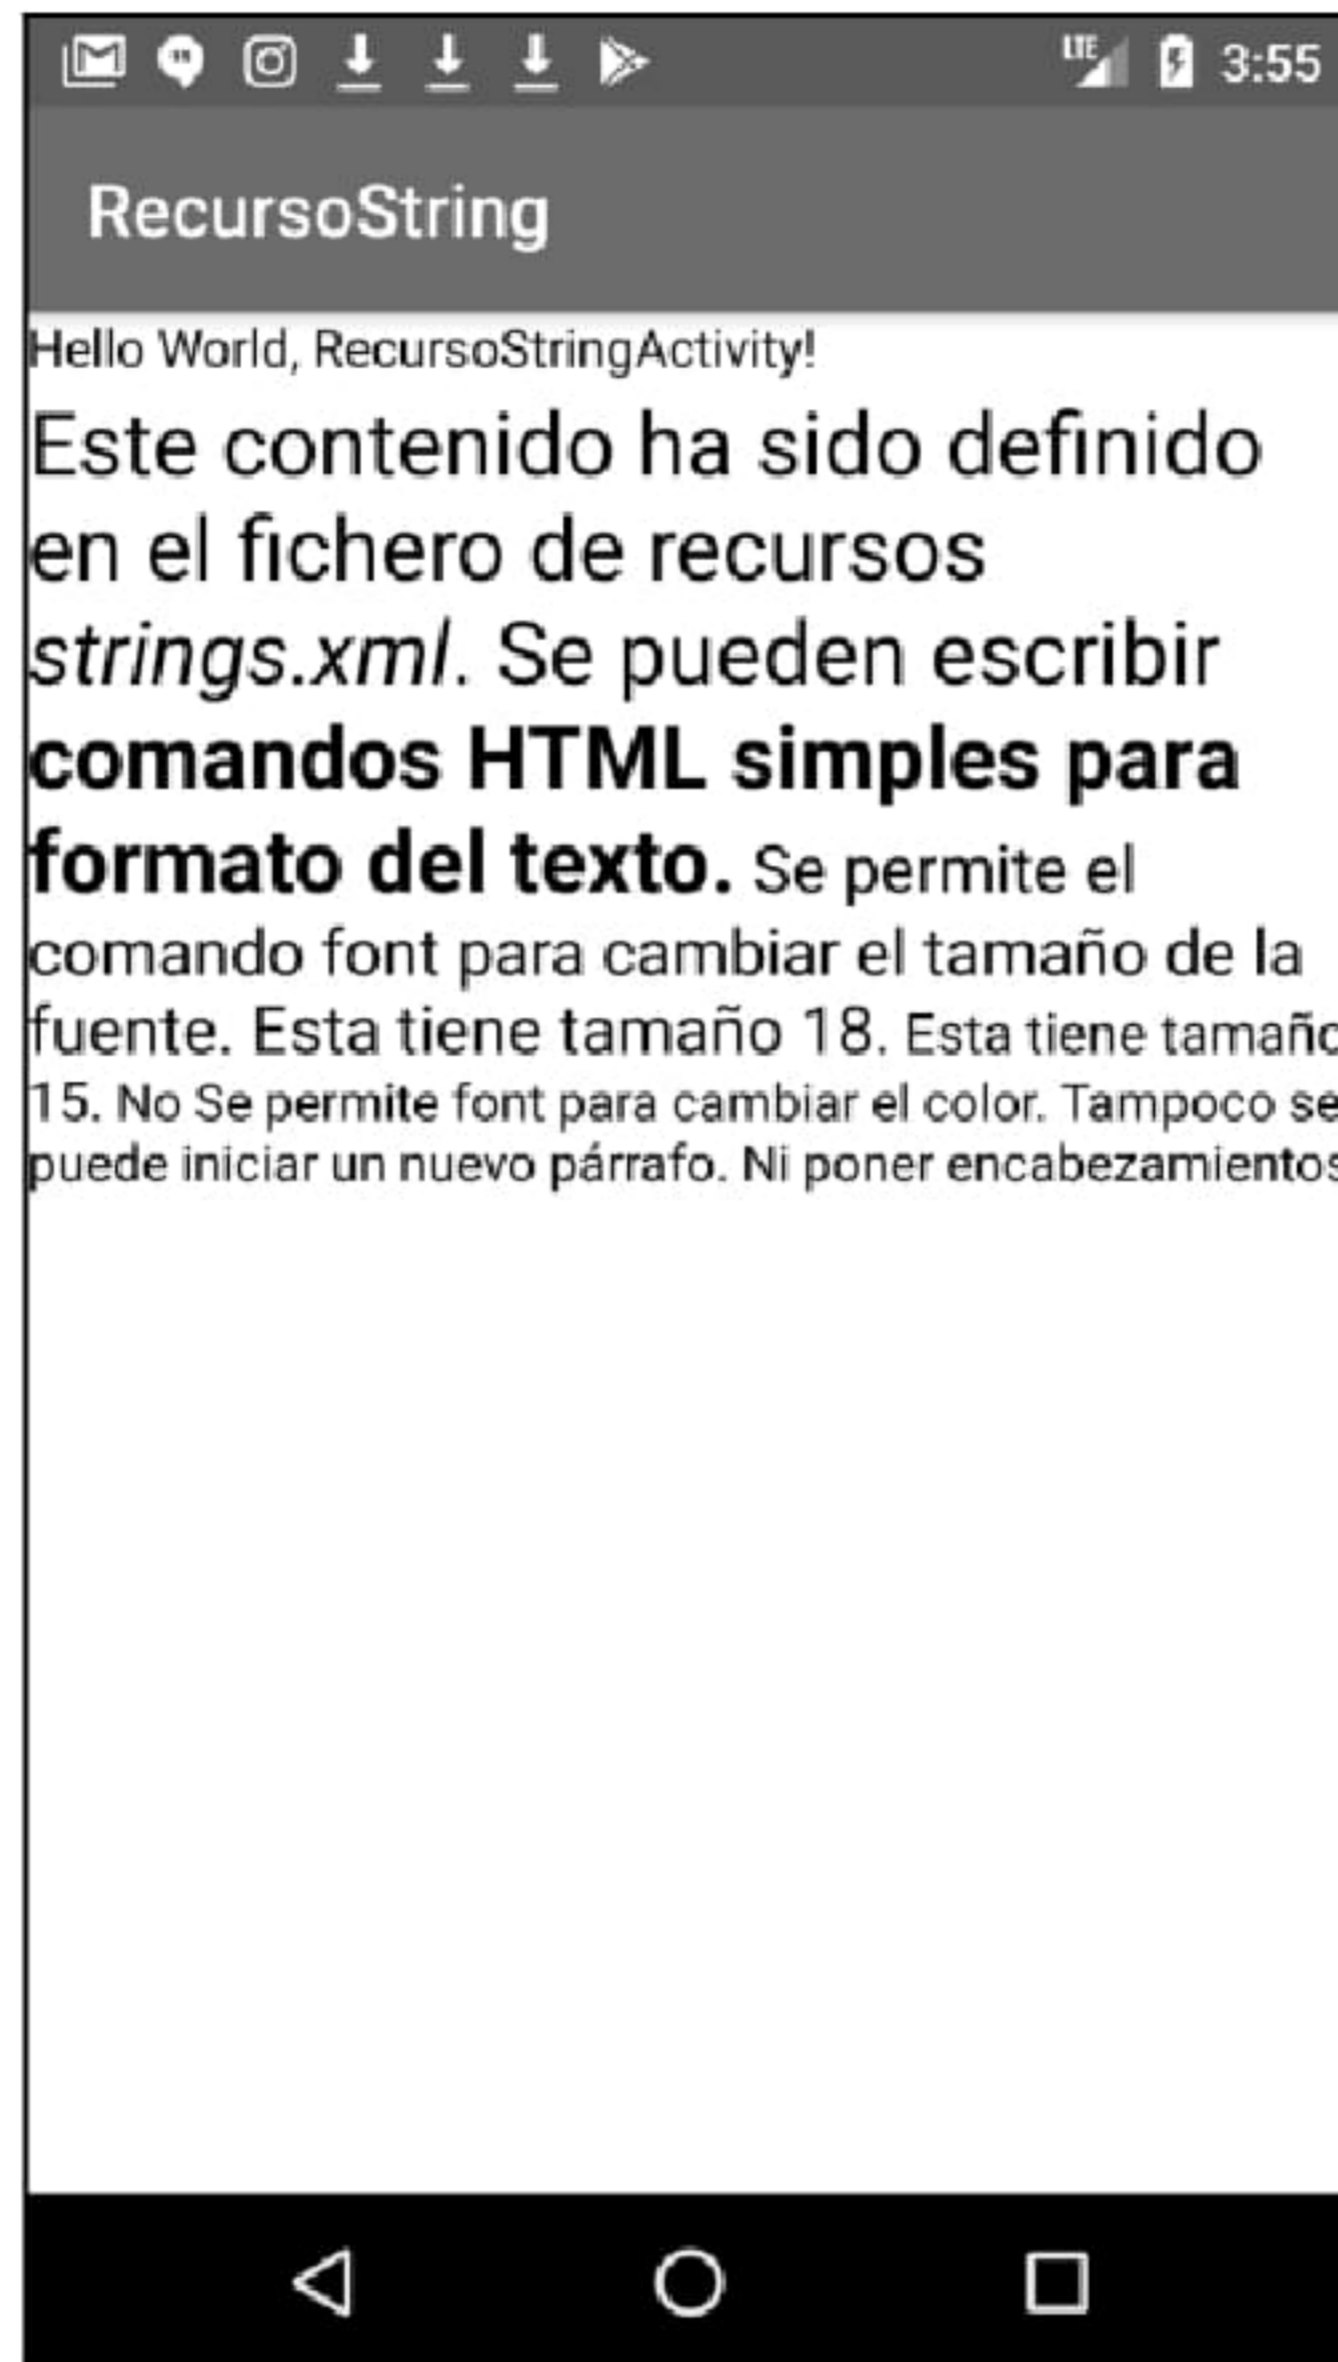 LTE 3:55
RecursoString
Hello World, RecursoStringActivity!
Este contenido ha sido definido
en el fichero de recursos
strings.xml. Se pueden escribir
comandos HTML simples para
formato del texto. Se permite el
comando font para cambiar el tamaño de la
fuente. Esta tiene tamaño 18. Esta tiene tamaño
15. No Se permite font para cambiar el color. Tampoco se
puede iniciar un nuevo párrafo. Ni poner encabezamientos